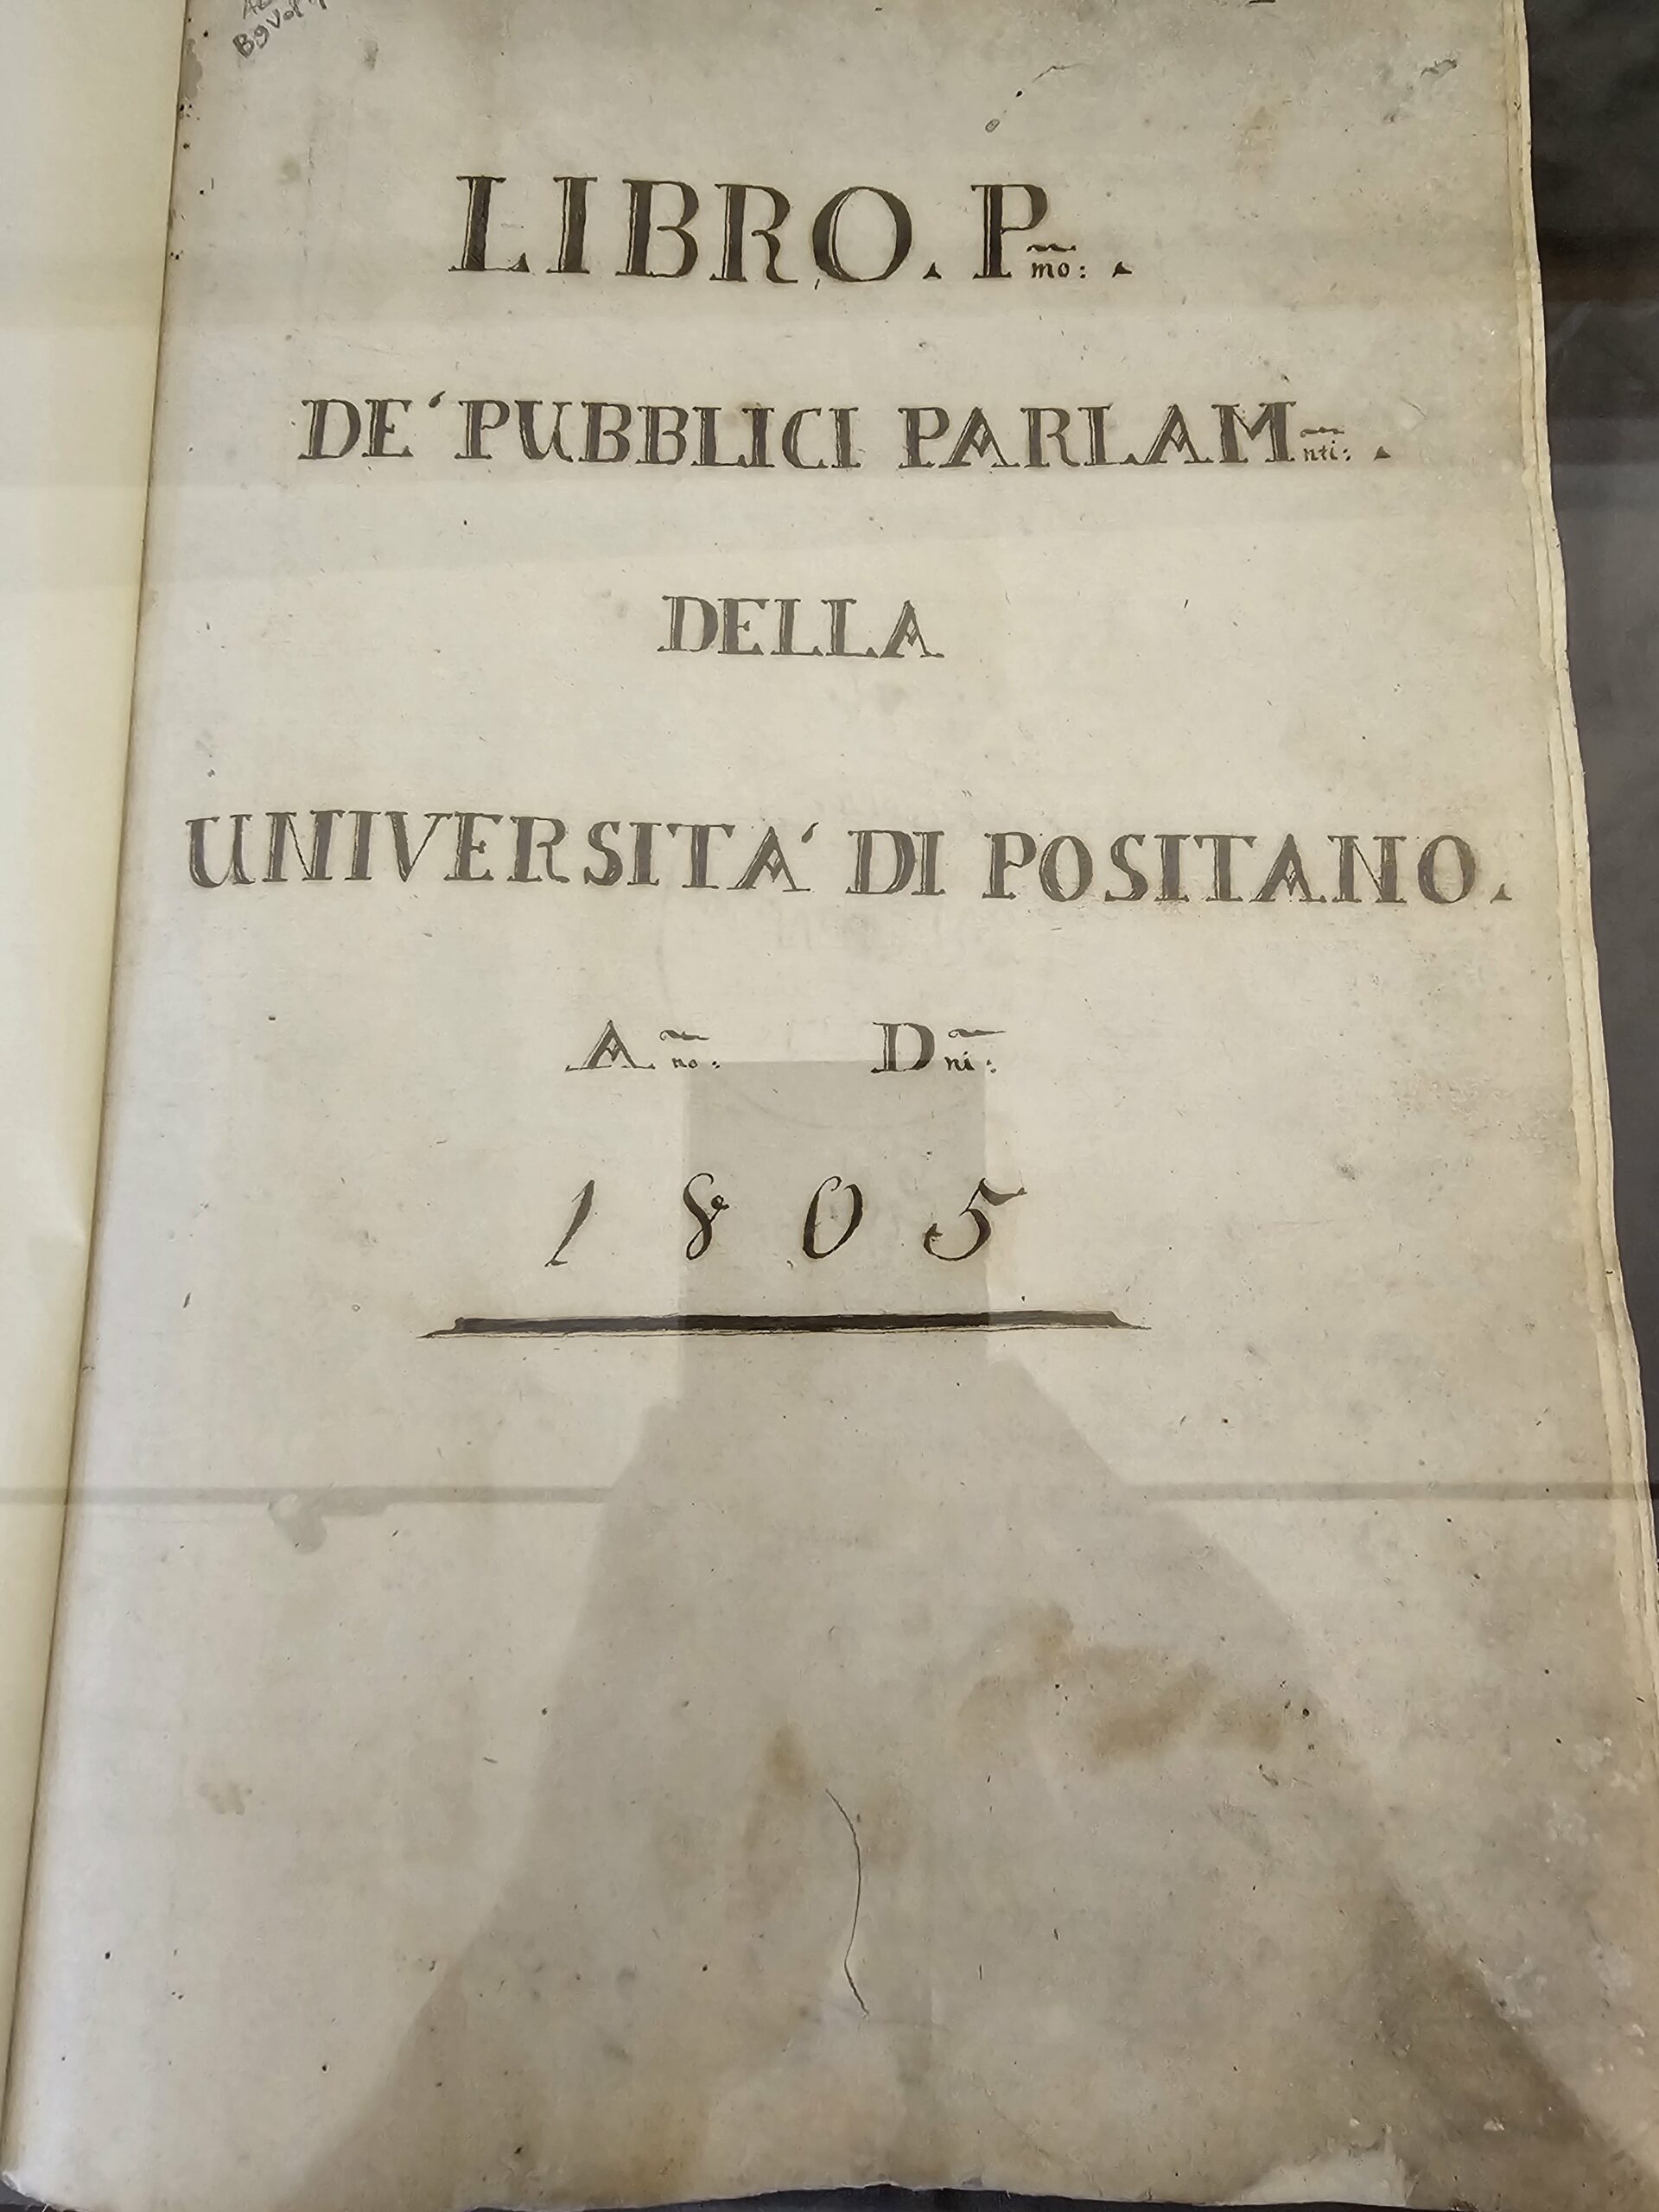 LIBRO. Pmo: .
DE' PUBBLICI PARLAMnti: .
DELLA
UNIVERSITA' DI POSITANO.
Ano: Dni:
1805